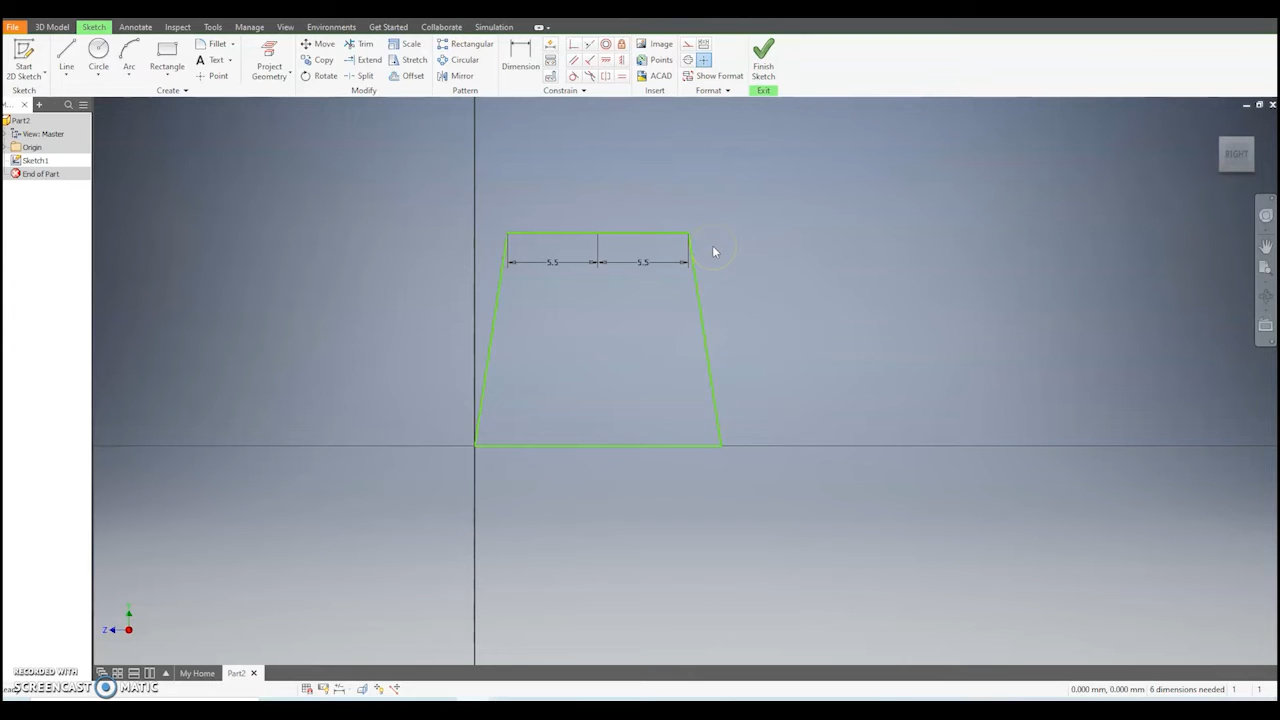 File 3D Model Sketch Annotate Inspect Tools Manage View Environments Get Started Collaborate Simulation
Start 2D Sketch
Line
Circle
Arc
Rectangle
Fillet
Text
Point
Project Geometry
Move
Copy
Rotate
Trim
Extend
Split
Scale
Stretch
Offset
Rectangular
Circular
Mirror
Dimension
Image
Points
ACAD
Show Format
Finish Sketch
Sketch Create Modify Pattern Constrain Insert Format Exit
M...
Part2
View: Master
Origin
Sketch1
End of Part
RIGHT
5.5 5.5
Y
Z
RECORDED WITH
SCREENCAST MATIC
My Home Part2
0.000 mm, 0.000 mm 6 dimensions needed 1 1